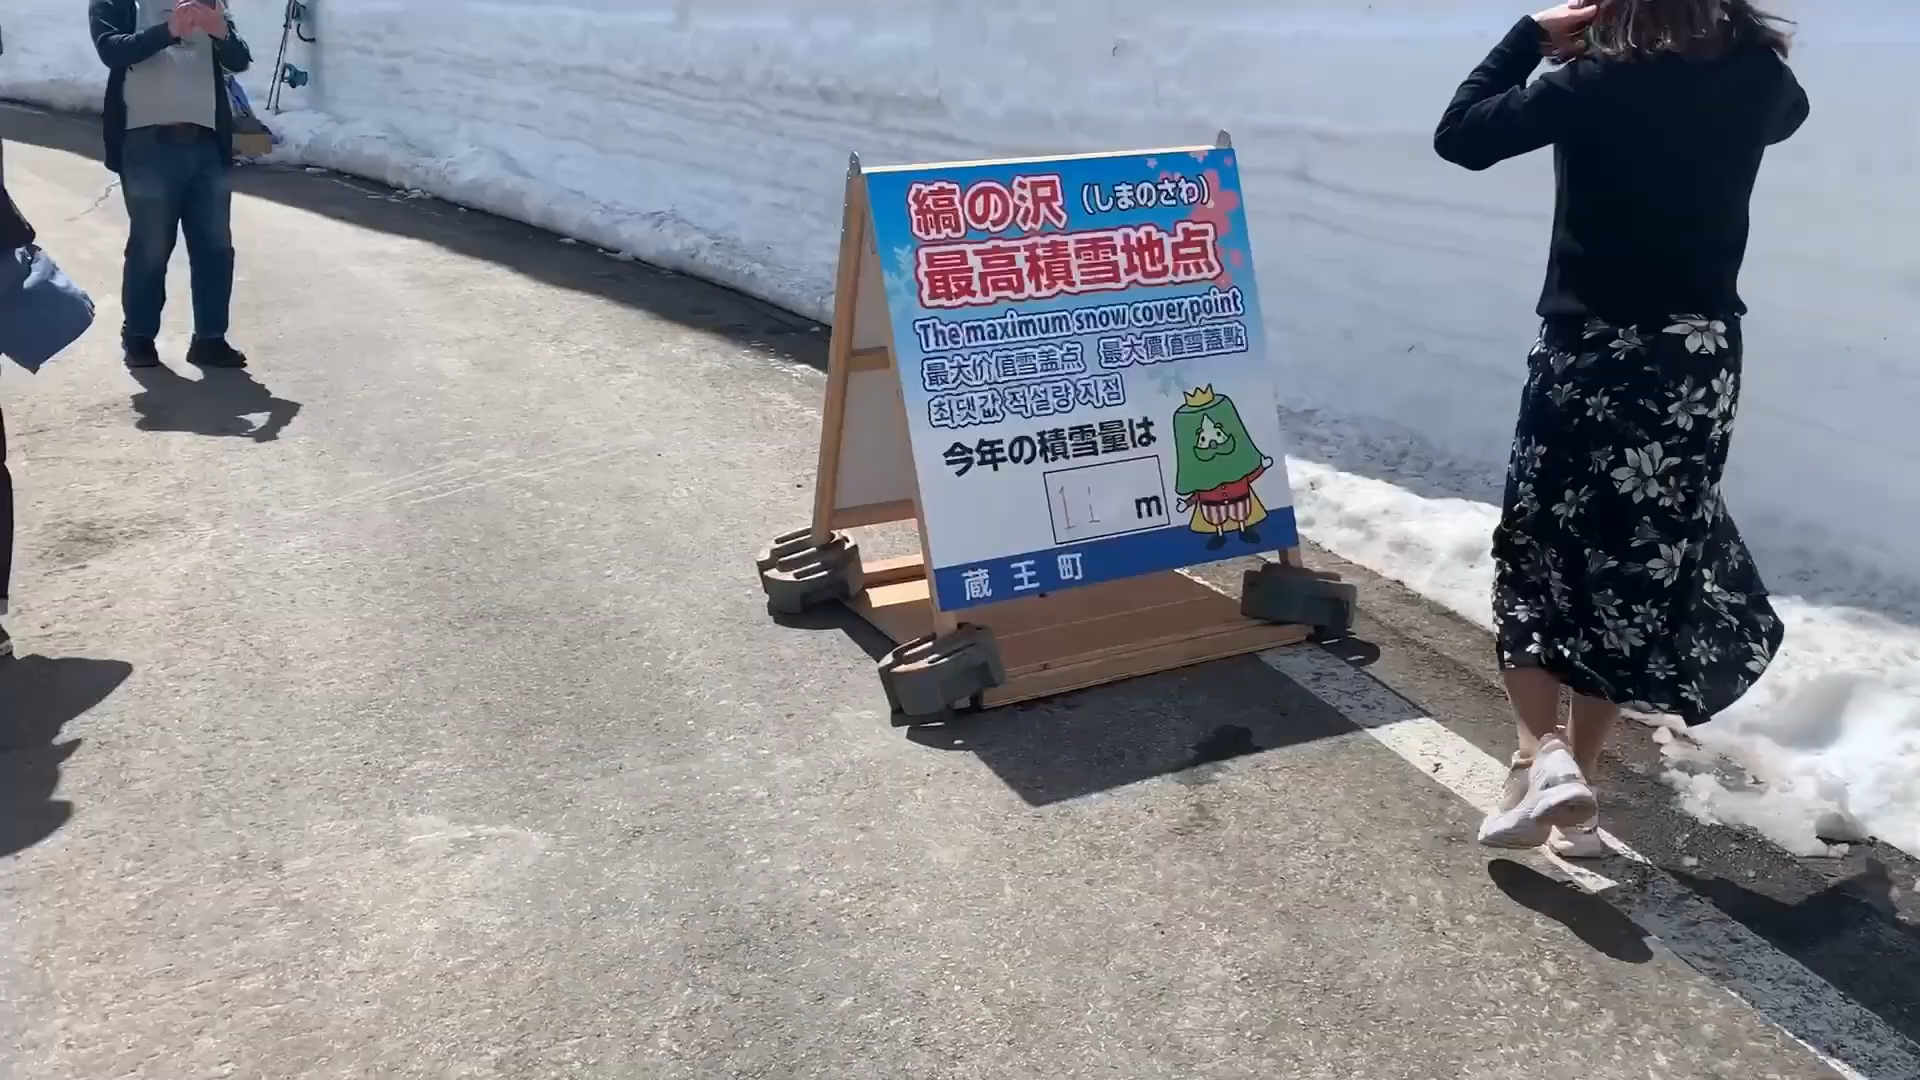 縞の沢 (しまのさわ)
最高積雪地点
The maximum snow cover point
最大价值雪盖点 最大價值雪蓋點
최댓값 적설량 지점
今年の積雪量は
11 m
蔵王町